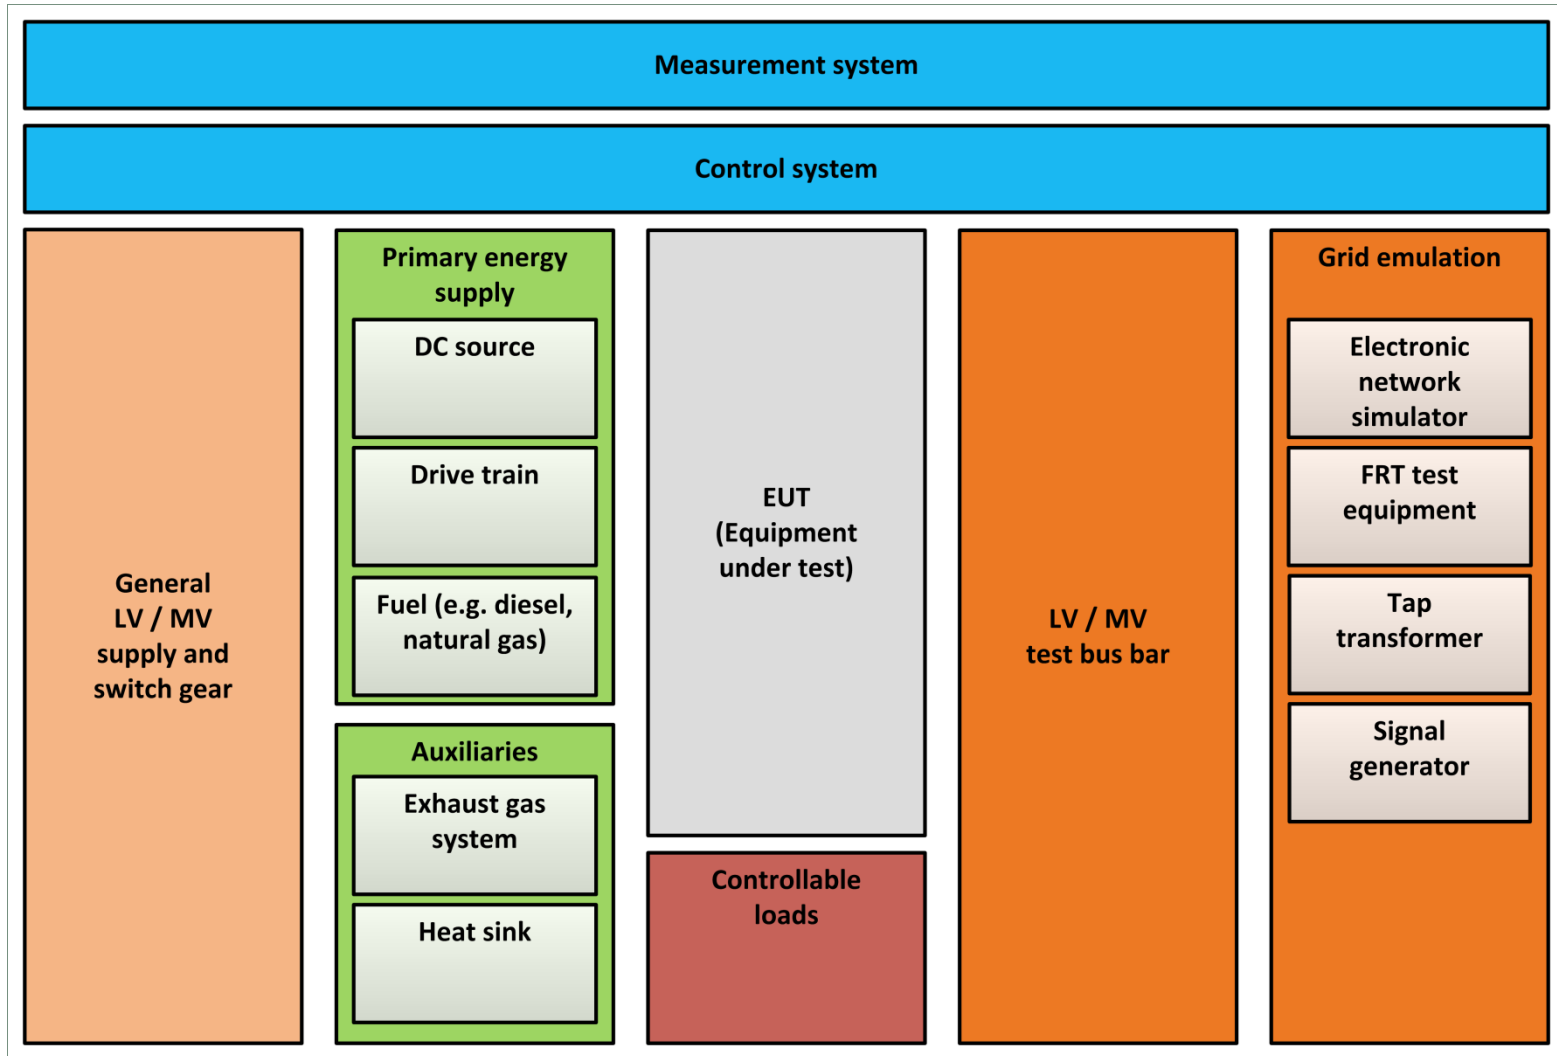 Measurement system
Control system
General
LV / MV
supply and
switch gear
Primary energy
supply
DC source
Drive train
Fuel (e.g. diesel,
natural gas)
Auxiliaries
Exhaust gas
system
Heat sink
EUT
(Equipment
under test)
Controllable
loads
LV / MV
test bus bar
Grid emulation
Electronic
network
simulator
FRT test
equipment
Tap
transformer
Signal
generator